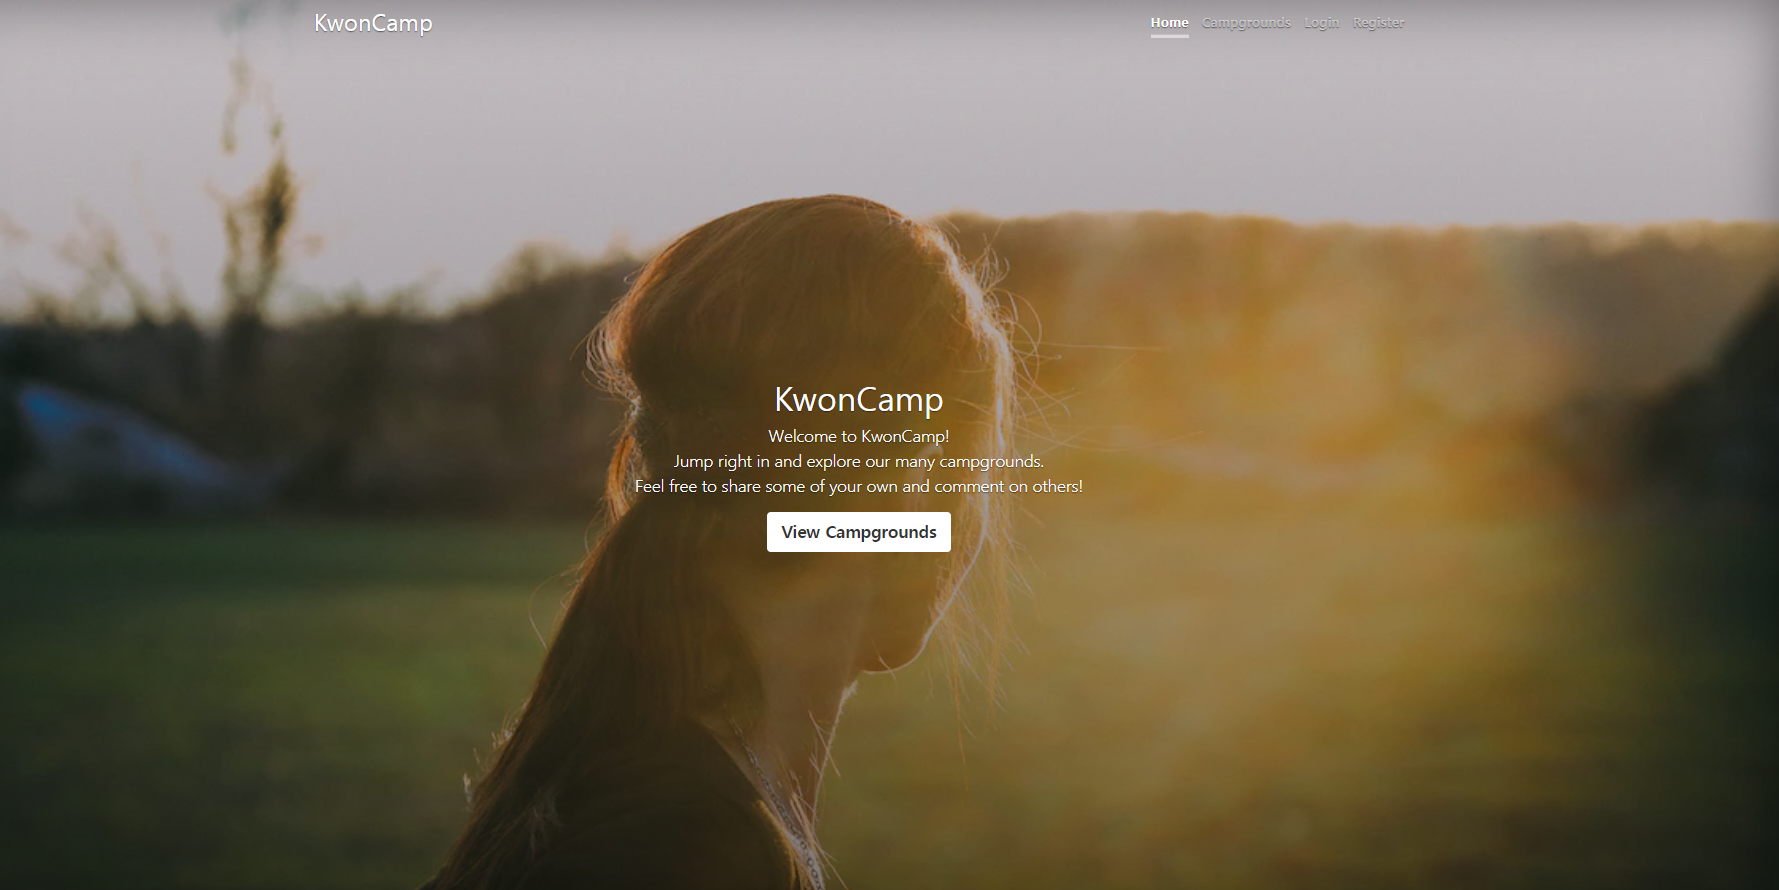 KwonCamp
Home Campgrounds Login Register
KwonCamp
Welcome to KwonCamp!
Jump right in and explore our many campgrounds.
Feel free to share some of your own and comment on others!
View Campgrounds